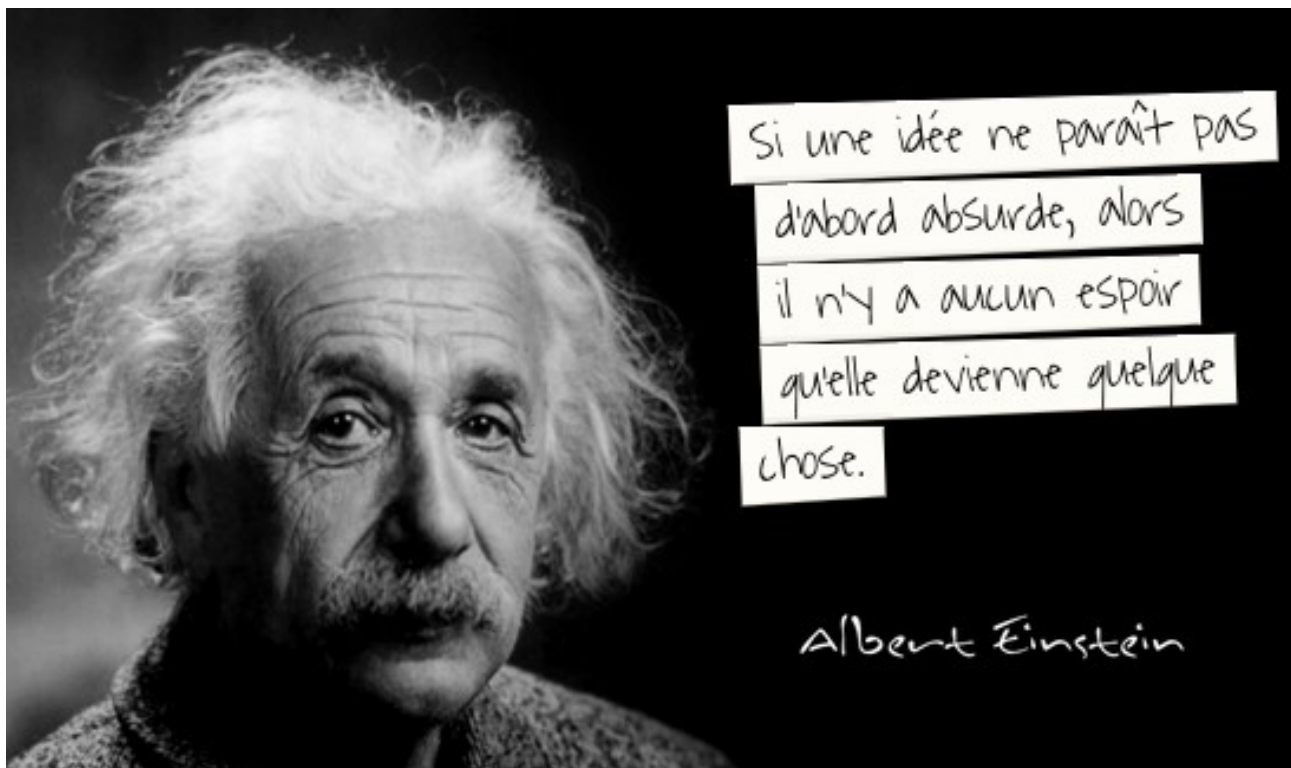 Si une idée ne paraît pas
d'abord absurde, alors
il n'y a aucun espoir
qu'elle devienne quelque
chose.
Albert Einstein